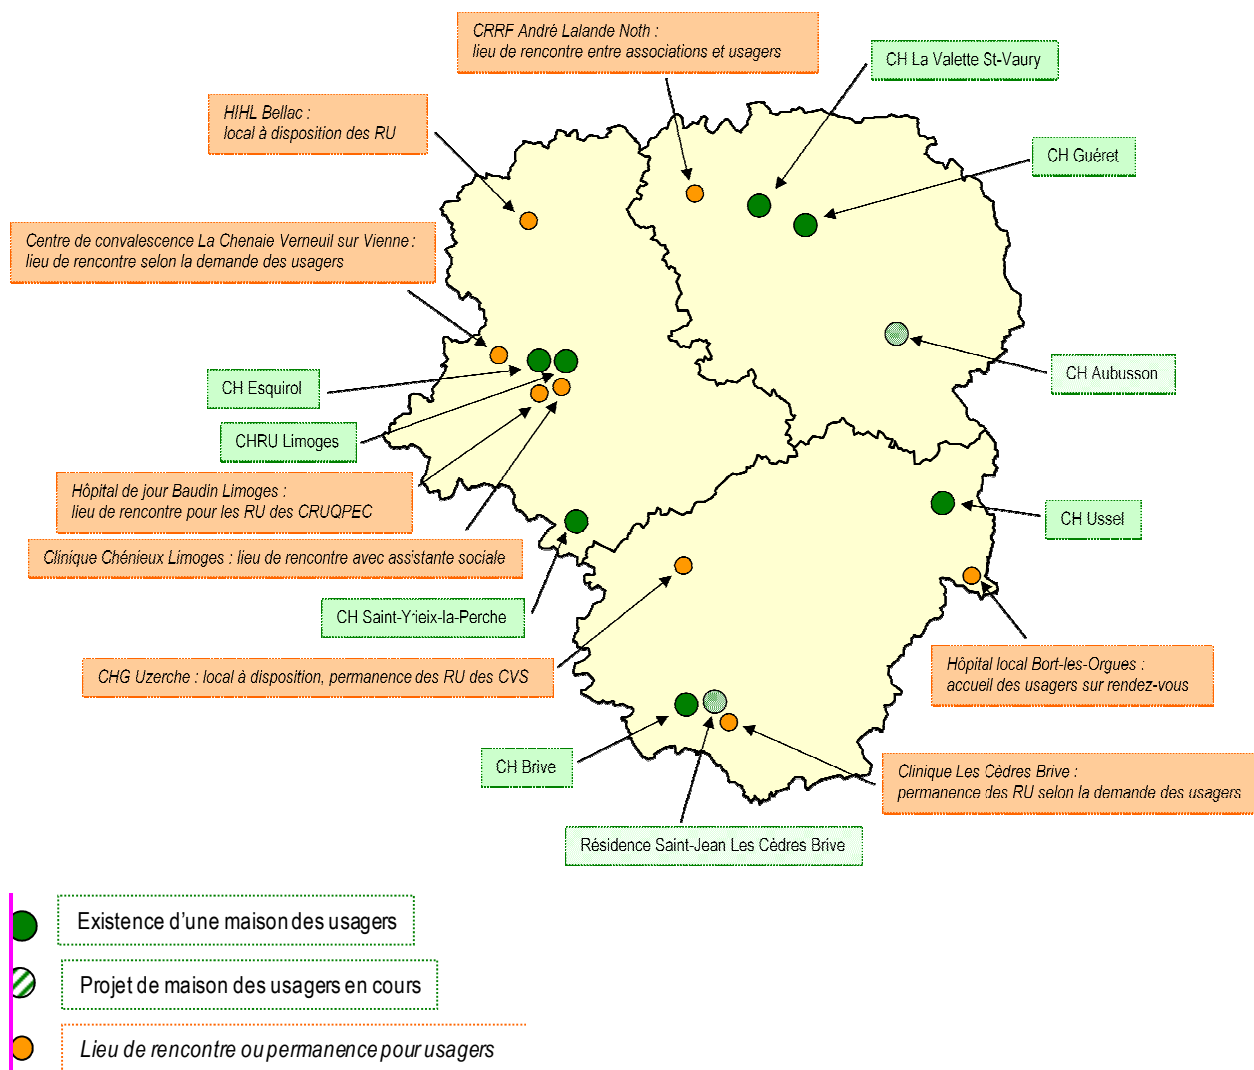 CRRF André Lalande Noth :
lieu de rencontre entre associations et usagers
CH La Valette St-Vaury
HIHL Bellac :
local à disposition des RU
CH Guéret
Centre de convalescence La Chenaie Verneuil sur Vienne :
lieu de rencontre selon la demande des usagers
CH Aubusson
CH Esquirol
CHRU Limoges
Hôpital de jour Baudin Limoges :
lieu de rencontre pour les RU des CRUQPEC
CH Ussel
Clinique Chénieux Limoges : lieu de rencontre avec assistante sociale
CH Saint-Yrieix-la-Perche
CHG Uzerche : local à disposition, permanence des RU des CVS
Hôpital local Bort-les-Orgues :
accueil des usagers sur rendez-vous
CH Brive
Clinique Les Cèdres Brive :
permanence des RU selon la demande des usagers
Résidence Saint-Jean Les Cèdres Brive
Existence d'une maison des usagers
Projet de maison des usagers en cours
Lieu de rencontre ou permanence pour usagers